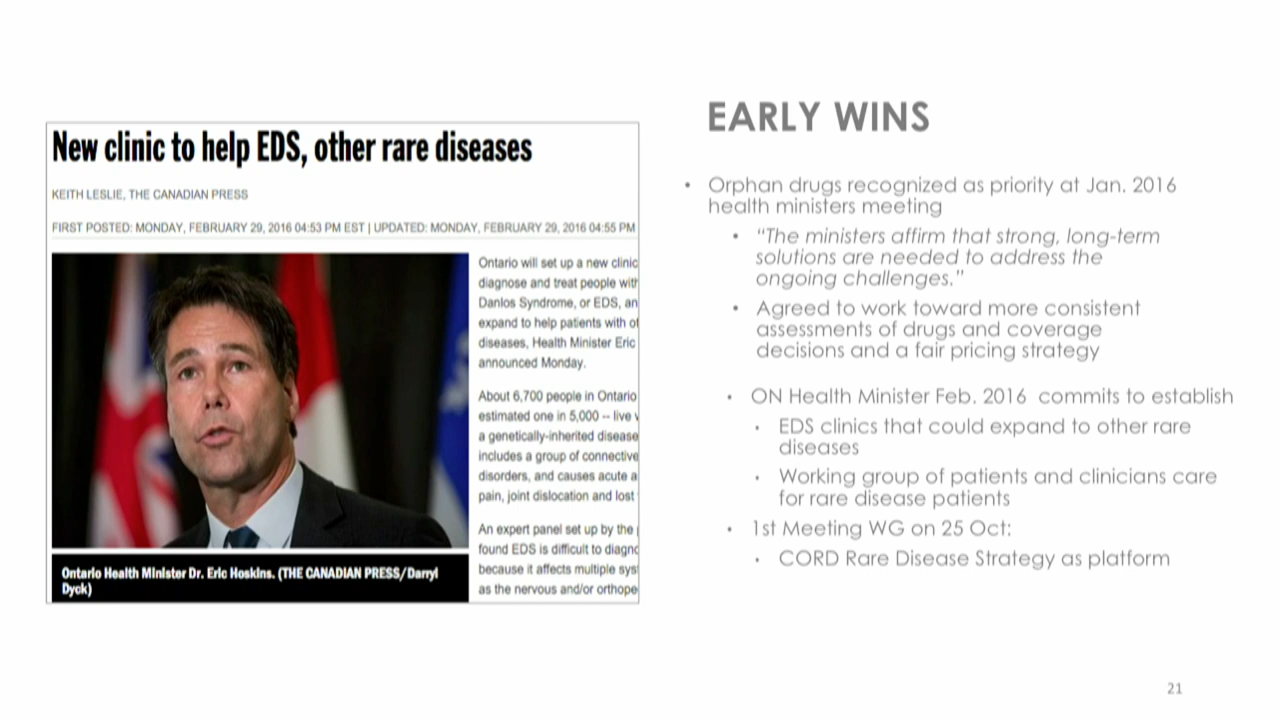 New clinic to help EDS, other rare diseases
KEITH LESLIE, THE CANADIAN PRESS
FIRST POSTED: MONDAY, FEBRUARY 29, 2016 04:53 PM EST | UPDATED: MONDAY, FEBRUARY 29, 2016 04:55 PM
Ontario will set up a new clinic
diagnose and treat people with
Danlos Syndrome, or EDS, an
expand to help patients with
diseases, Health Minister Eric
announced Monday.
About 6,700 people in Ontario
estimated one in 5,000 -- live
a genetically-inherited disease
includes a group of connective
disorders, and causes acute a
pain, joint dislocation and lost
An expert panel set up by the
found EDS is difficult to
because it affects multiple
as the nervous and/or
Ontario Health Minister Dr. Eric Hoskins. (THE CANADIAN PRESS/Darryl
Dyck)
EARLY WINS
• Orphan drugs recognized as priority at Jan. 2016
health ministers meeting
• “The ministers affirm that strong, long-term
solutions are needed to address the
ongoing challenges.”
• Agreed to work toward more consistent
assessments of drugs and coverage
decisions and a fair pricing strategy
• ON Health Minister Feb. 2016 commits to establish
• EDS clinics that could expand to other rare
diseases
• Working group of patients and clinicians care
for rare disease patients
• 1st Meeting WG on 25 Oct:
• CORD Rare Disease Strategy as platform
21